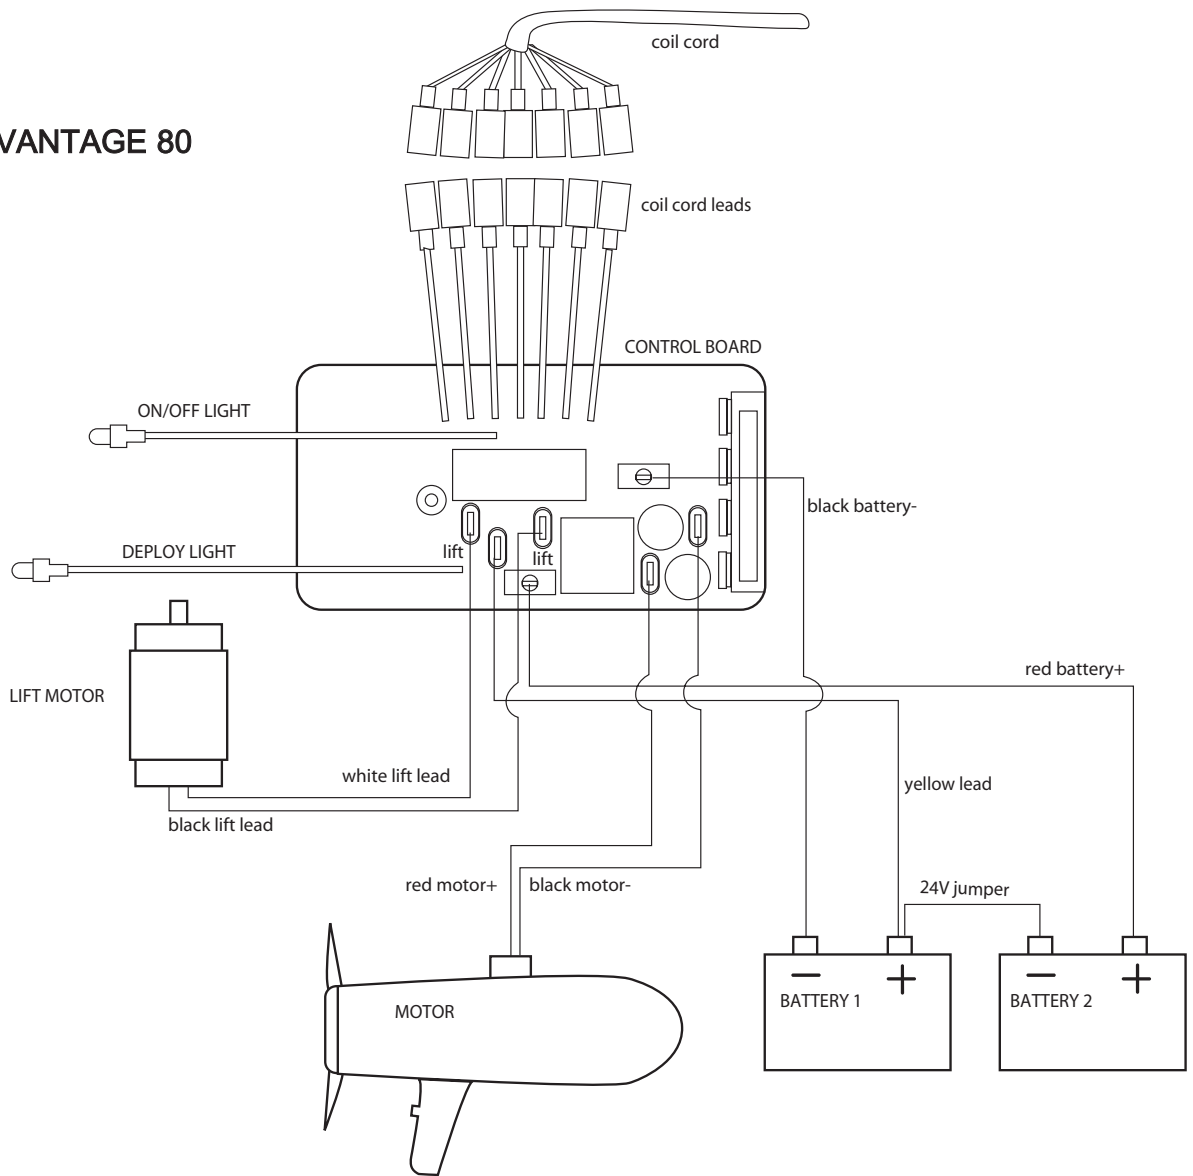 coil cord
VANTAGE 80
coil cord leads
CONTROL BOARD
ON/OFF LIGHT
black battery-
DEPLOY LIGHT
lift
lift
red battery+
LIFT MOTOR
white lift lead
yellow lead
black lift lead
red motor+
black motor-
24V jumper
MOTOR
BATTERY 1
BATTERY 2